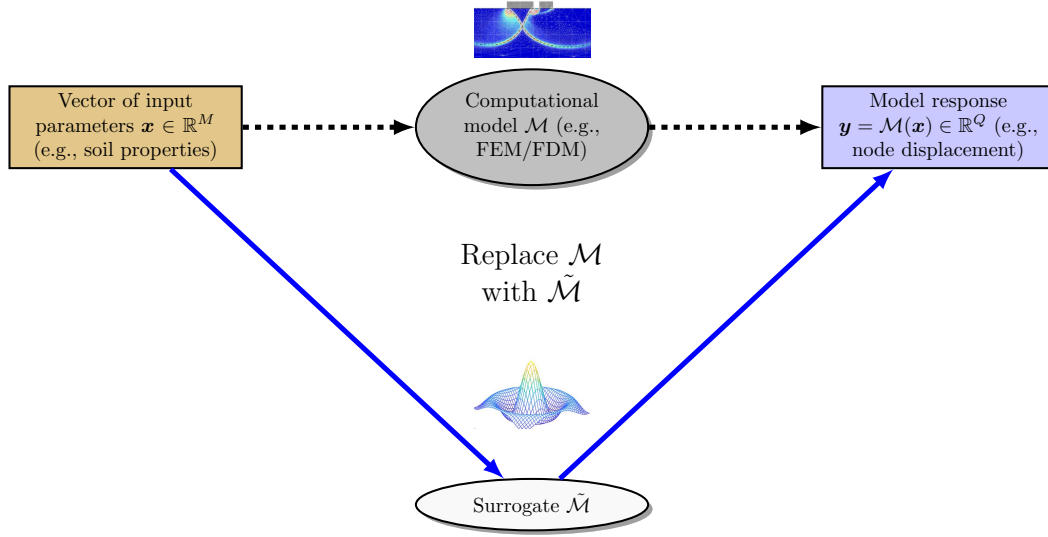 Vector of input
parameters 𝒙 ∈ ℝ^M
(e.g., soil properties)
Computational
model ℳ (e.g.,
FEM/FDM)
Model response
𝒚 = ℳ(𝒙) ∈ ℝ^Q (e.g.,
node displacement)
Replace ℳ
with ℳ̃
Surrogate ℳ̃